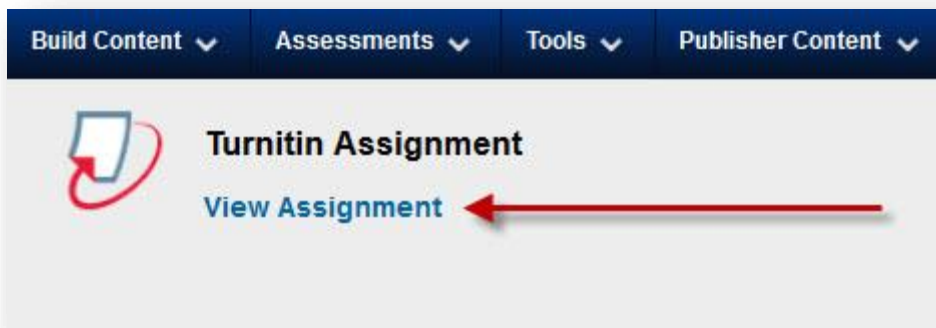 Build Content Assessments Tools Publisher Content
Turnitin Assignment
View Assignment